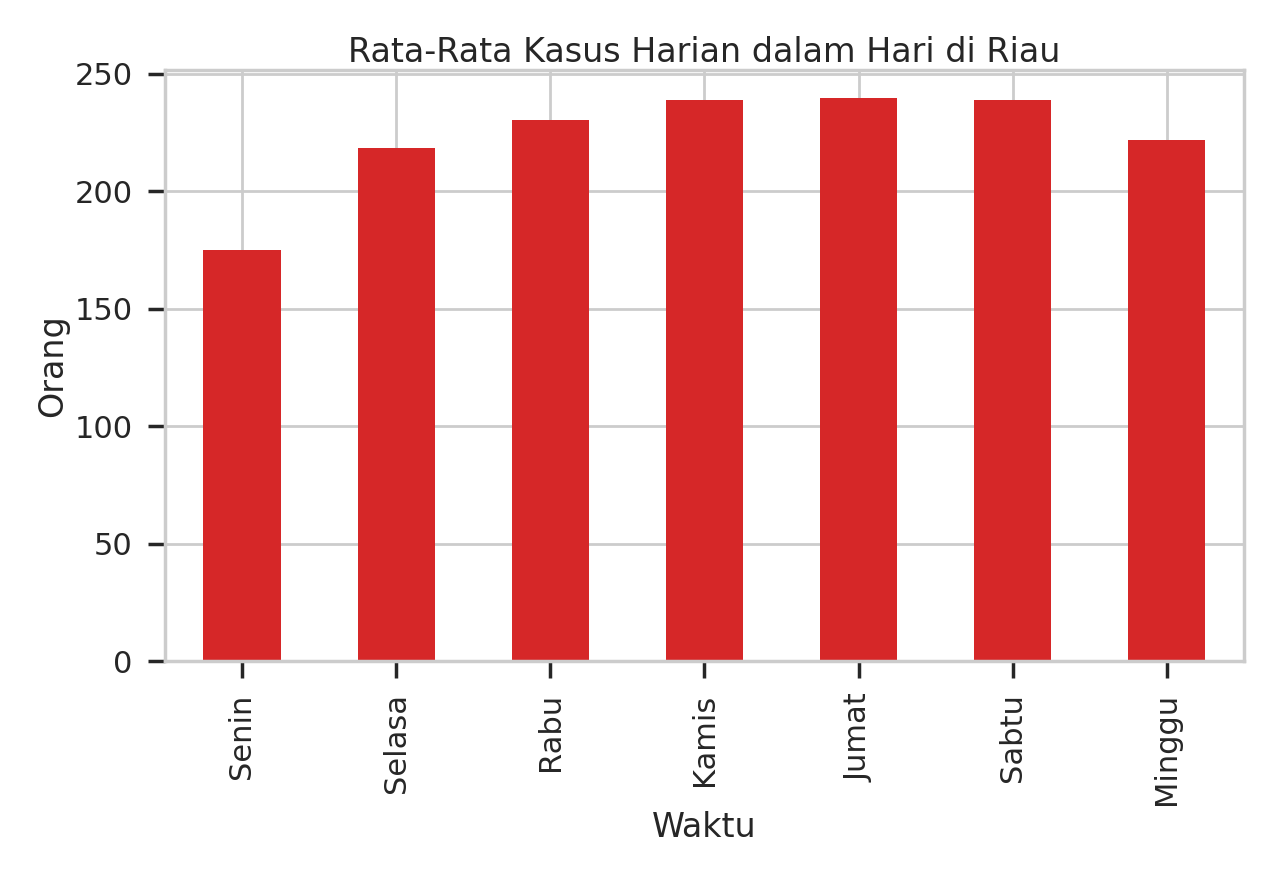 Rata-Rata Kasus Harian dalam Hari di Riau
Orang
250
200
150
100
50
0
Senin
Selasa
Rabu
Kamis
Jumat
Sabtu
Minggu
Waktu